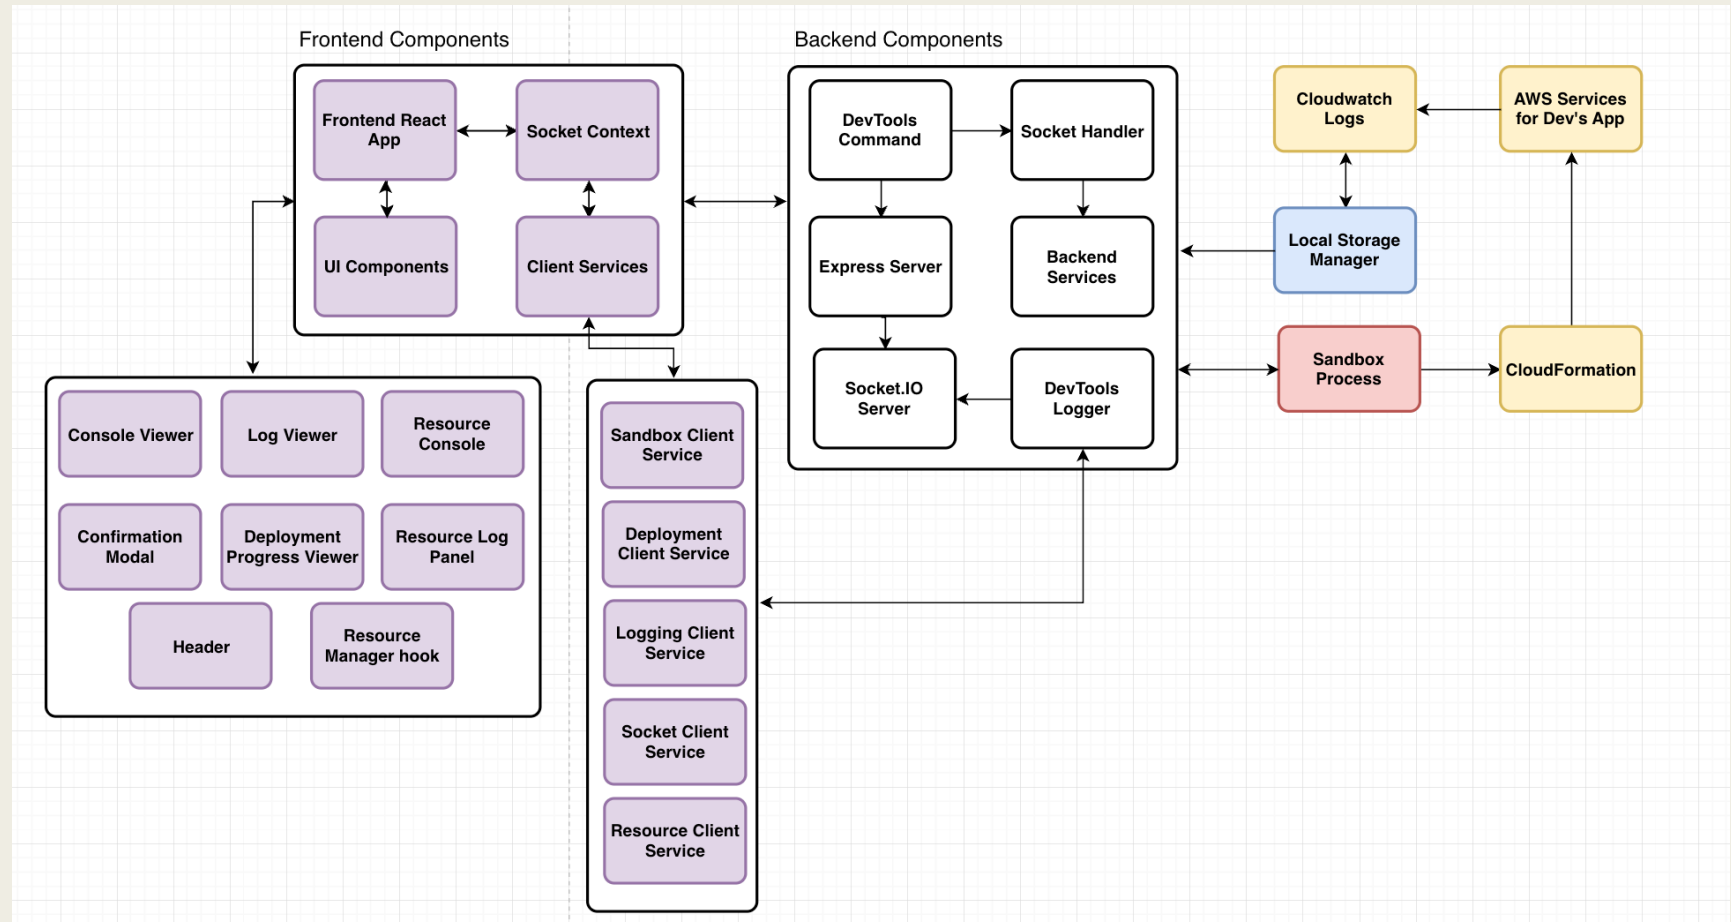 Frontend Components
Frontend React
App
Socket Context
UI Components
Client Services
Backend Components
DevTools
Command
Socket Handler
Express Server
Backend
Services
Socket.IO
Server
DevTools
Logger
Cloudwatch
Logs
AWS Services
for Dev's App
Local Storage
Manager
Sandbox
Process
CloudFormation
Console Viewer
Log Viewer
Resource
Console
Confirmation
Modal
Deployment
Progress Viewer
Resource Log
Panel
Header
Resource
Manager hook
Sandbox Client
Service
Deployment
Client Service
Logging Client
Service
Socket Client
Service
Resource Client
Service